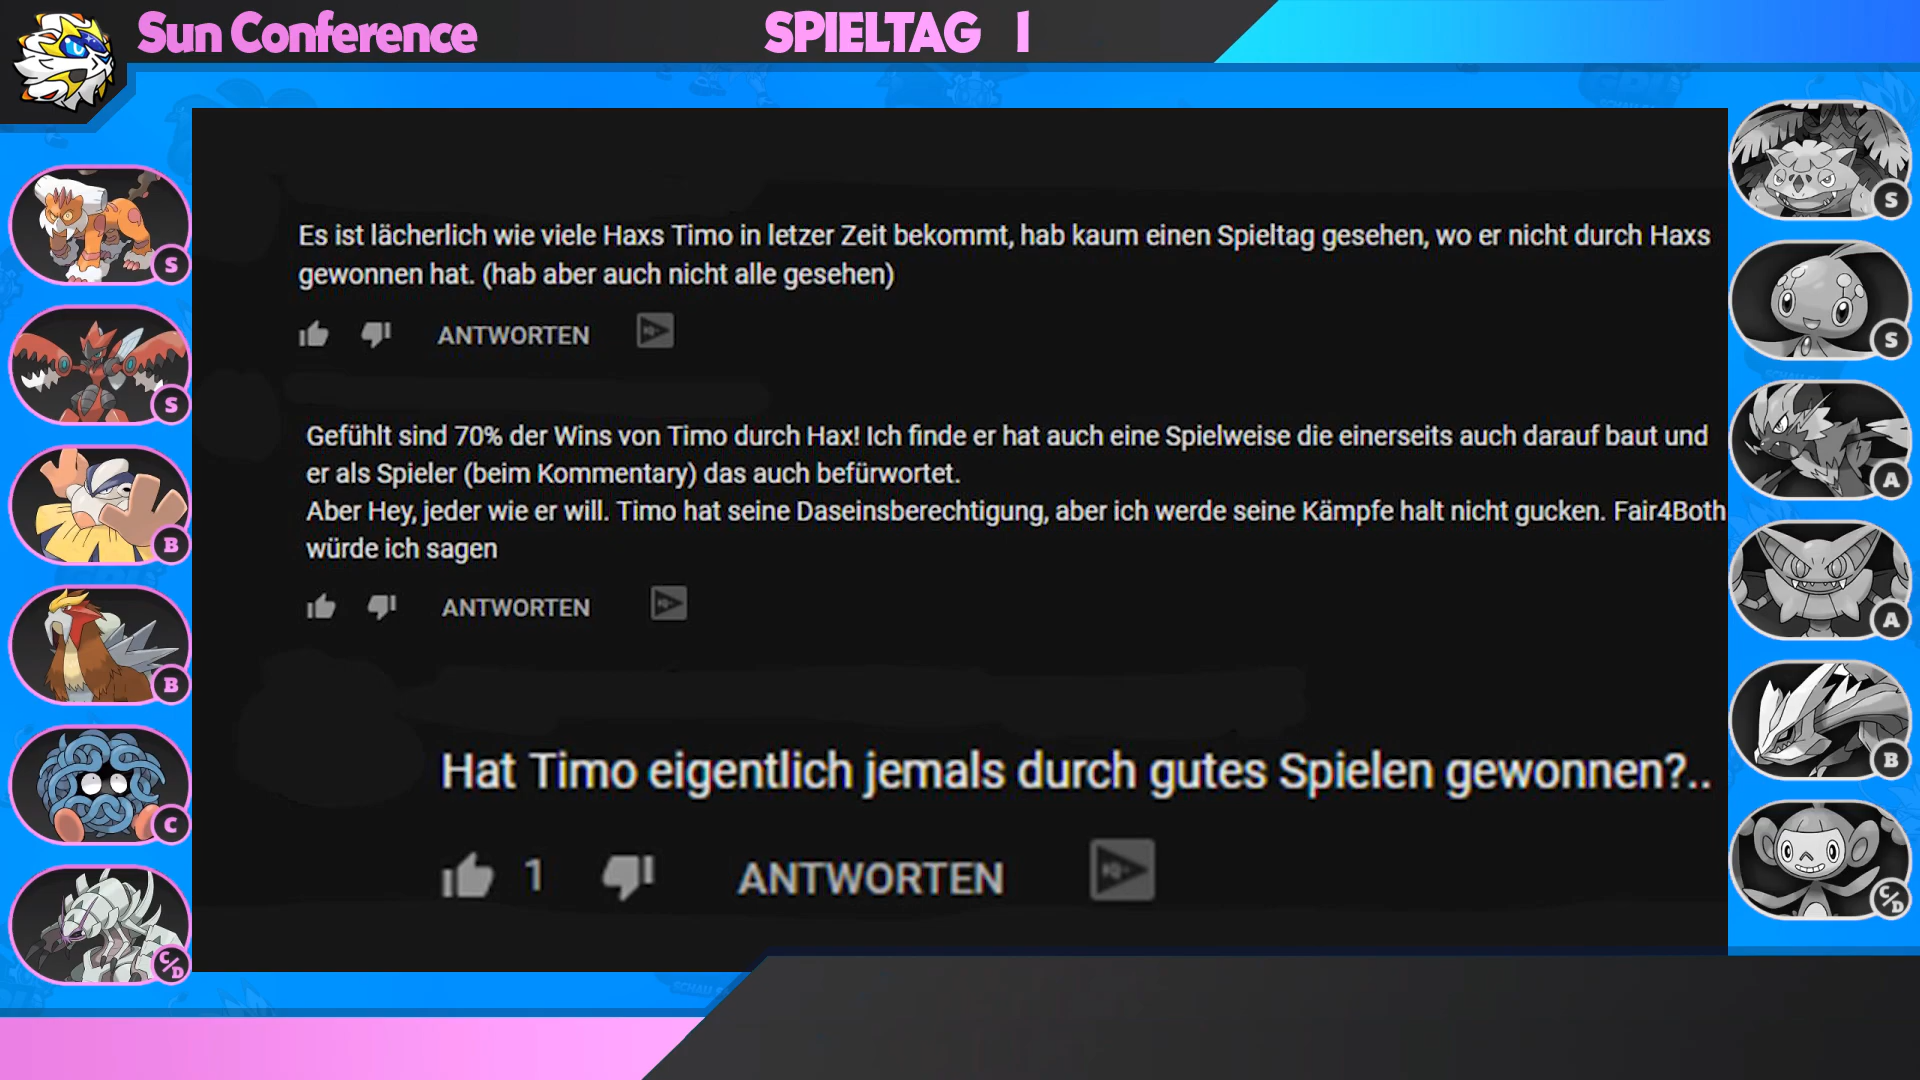 Sun Conference
SPIELTAG 1
Es ist lächerlich wie viele Haxs Timo in letzer Zeit bekommt, hab kaum einen Spieltag gesehen, wo er nicht durch Haxs
gewonnen hat. (hab aber auch nicht alle gesehen)
ANTWORTEN
Gefühlt sind 70% der Wins von Timo durch Hax! Ich finde er hat auch eine Spielweise die einerseits auch darauf baut und
er als Spieler (beim Kommentary) das auch befürwortet.
Aber Hey, jeder wie er will. Timo hat seine Daseinsberechtigung, aber ich werde seine Kämpfe halt nicht gucken. Fair4Both
würde ich sagen
ANTWORTEN
Hat Timo eigentlich jemals durch gutes Spielen gewonnen?..
1 ANTWORTEN
S
S
B
B
C
C/D
S
S
A
A
B
C/D